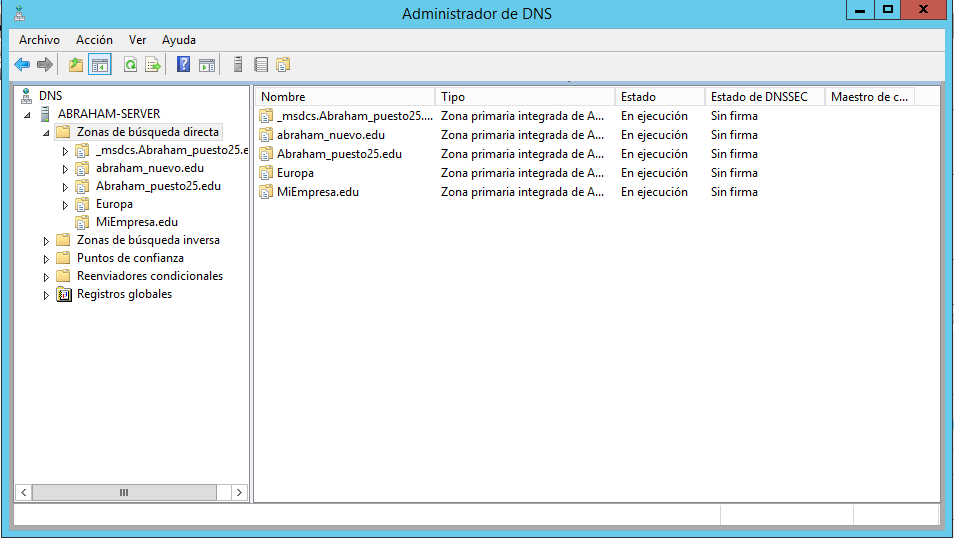 Administrador de DNS
Archivo Acción Ver Ayuda
DNS
ABRAHAM-SERVER
Zonas de búsqueda directa
_msdcs.Abraham_puesto25.e
abraham_nuevo.edu
Abraham_puesto25.edu
Europa
MiEmpresa.edu
Zonas de búsqueda inversa
Puntos de confianza
Reenviadores condicionales
Registros globales
Nombre Tipo Estado Estado de DNSSEC Maestro de c...
_msdcs.Abraham_puesto25.... Zona primaria integrada de A... En ejecución Sin firma
abraham_nuevo.edu Zona primaria integrada de A... En ejecución Sin firma
Abraham_puesto25.edu Zona primaria integrada de A... En ejecución Sin firma
Europa Zona primaria integrada de A... En ejecución Sin firma
MiEmpresa.edu Zona primaria integrada de A... En ejecución Sin firma